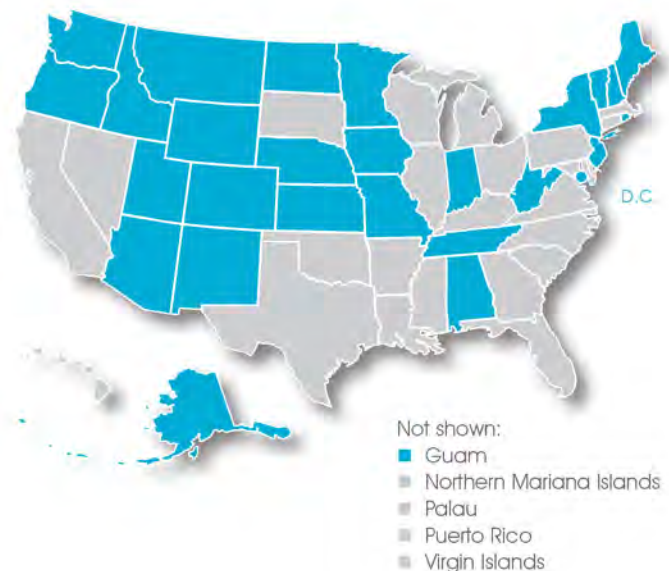 D.C.
Not shown:
Guam
Northern Mariana Islands
Palau
Puerto Rico
Virgin Islands